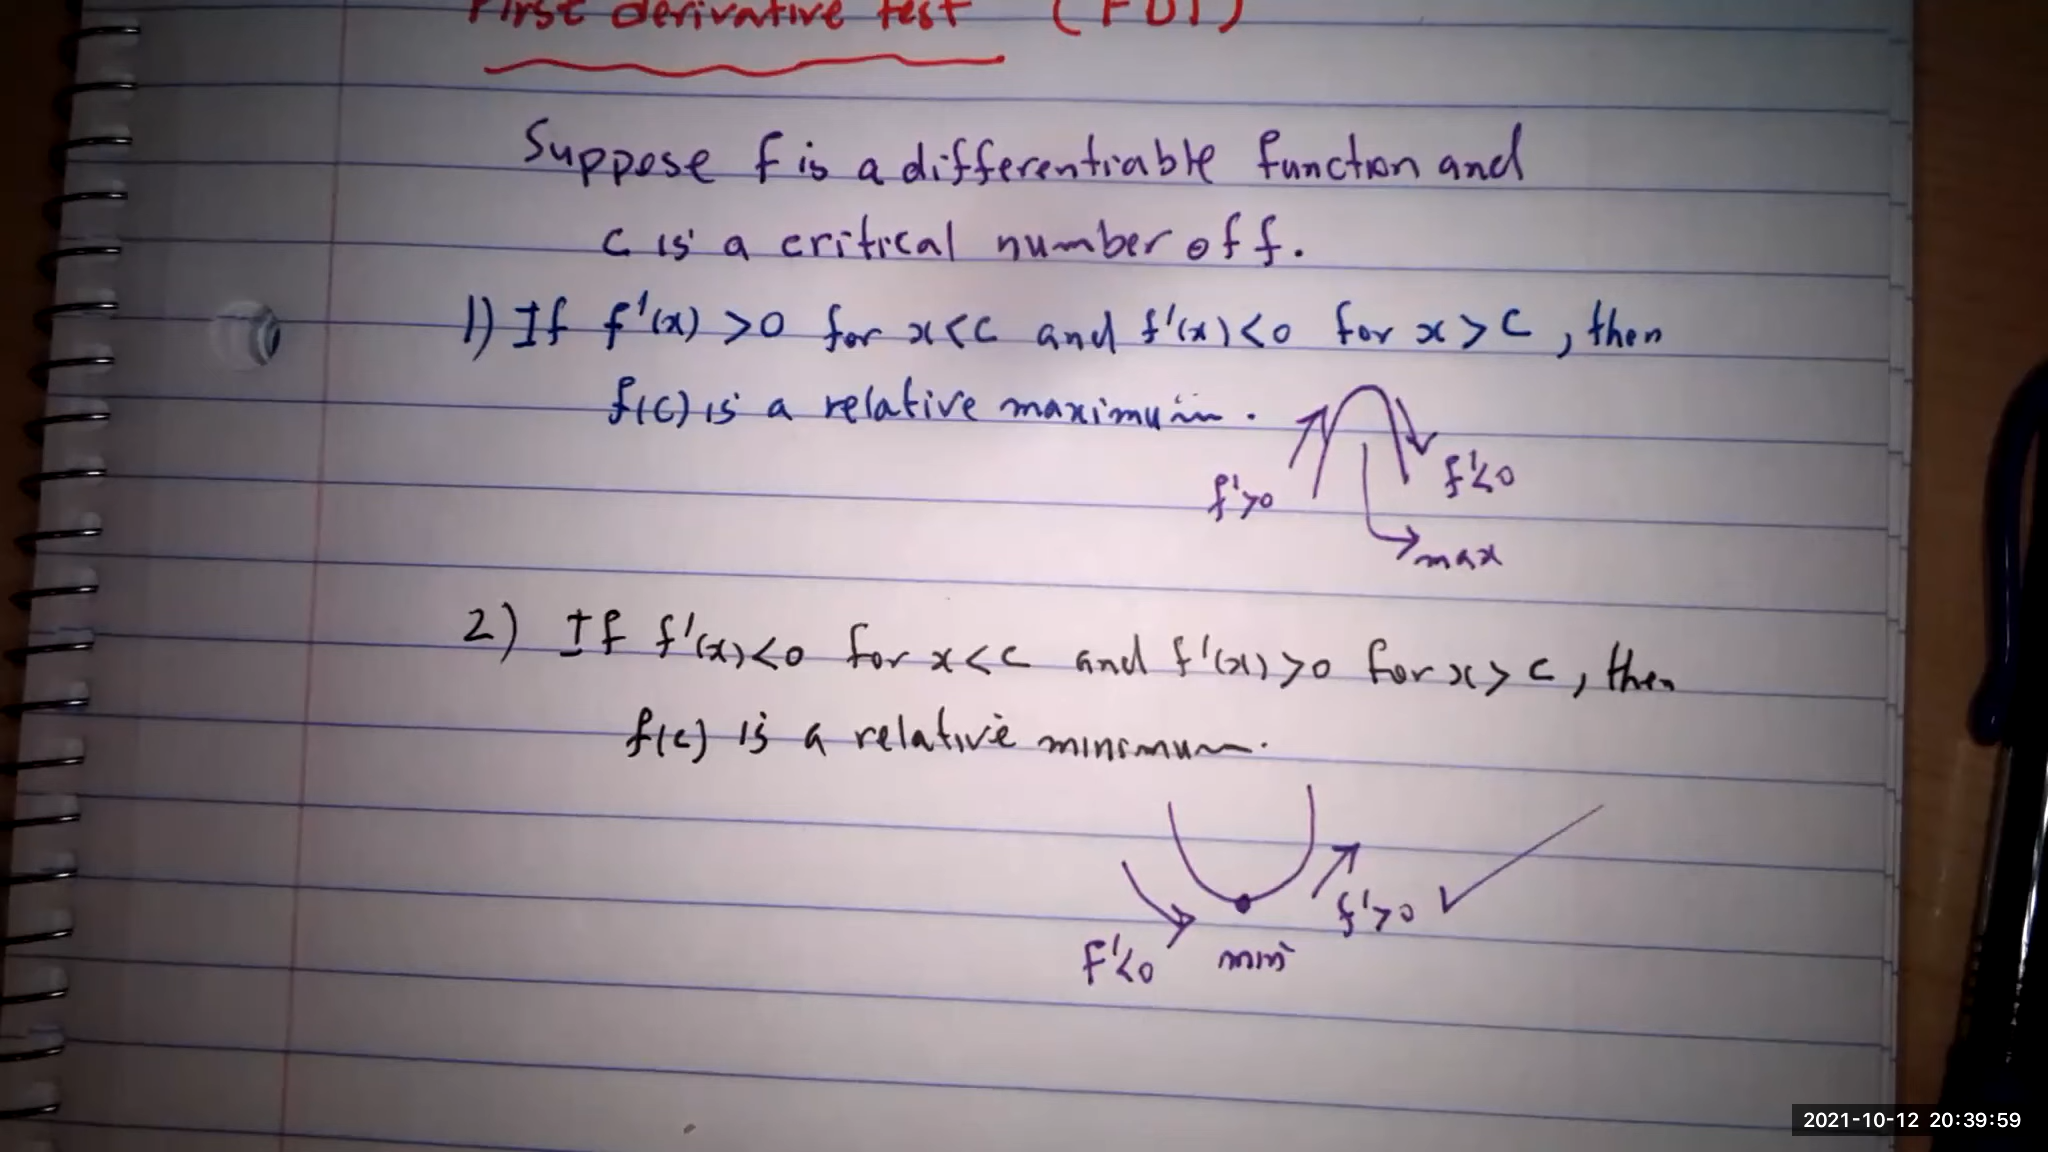 First derivative test (FDT)
Suppose f is a differentiable function and
c is a critical number of f.
1) If f'(x) >0 for x<c and f'(x)<0 for x>c, then
f(c) is a relative maximum.
f'>0
f'<0
max
2) If f'(x)<0 for x<c and f'(x)>0 for x>c, then
f(c) is a relative minimum.
f'>0
f'<0 min
2021-10-12 20:39:59